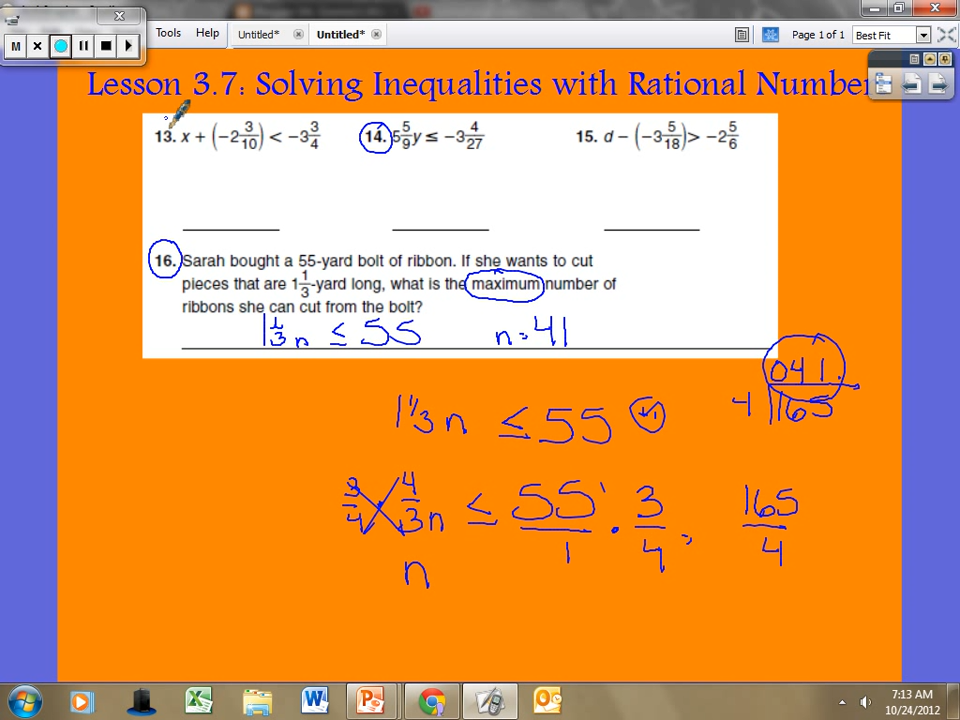 M
Tools Help Untitled* Untitled* Page 1 of 1 Best Fit
Lesson 3.7: Solving Inequalities with Rational Number
13. x + (−2 3/10) < −3 3/4 14. 5 5/9 y ≤ −3 4/27 15. d − (−3 5/18) > −2 5/6
16. Sarah bought a 55-yard bolt of ribbon. If she wants to cut
pieces that are 1 1/3-yard long, what is the maximum number of
ribbons she can cut from the bolt?
1 1/3 n ≤ 55 n = 41
041.
4 165
1 1/3 n ≤ 55
3/4 4/3 n ≤ 55/1 · 3/4 = 165/4
n
7:13 AM
10/24/2012